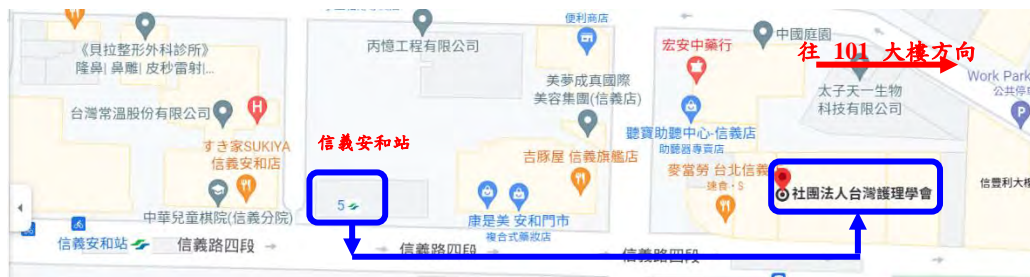 便利商店
《貝拉整形外科診所》
隆鼻|鼻雕|皮秒雷射|...
丙憶工程有限公司
宏安中藥行
中國庭園
往 101 大樓方向
Work Park
公共停車
美夢成真國際
美容集團(信義店)
太子天一生物
科技有限公司
台灣常溫股份有限公司
H
P
信義安和站
聽寶助聽中心-信義店
助聽器專賣店
すき家SUKIYA
信義安和店
吉豚屋 信義旗艦店
麥當勞 台北信義
速食・S
社團法人台灣護理學會
信豐利大樓
5
中華兒童棋院(信義分院)
康是美 安和門市
複合式藥妝店
信義安和站
信義路四段
信義路四段
信義路四段